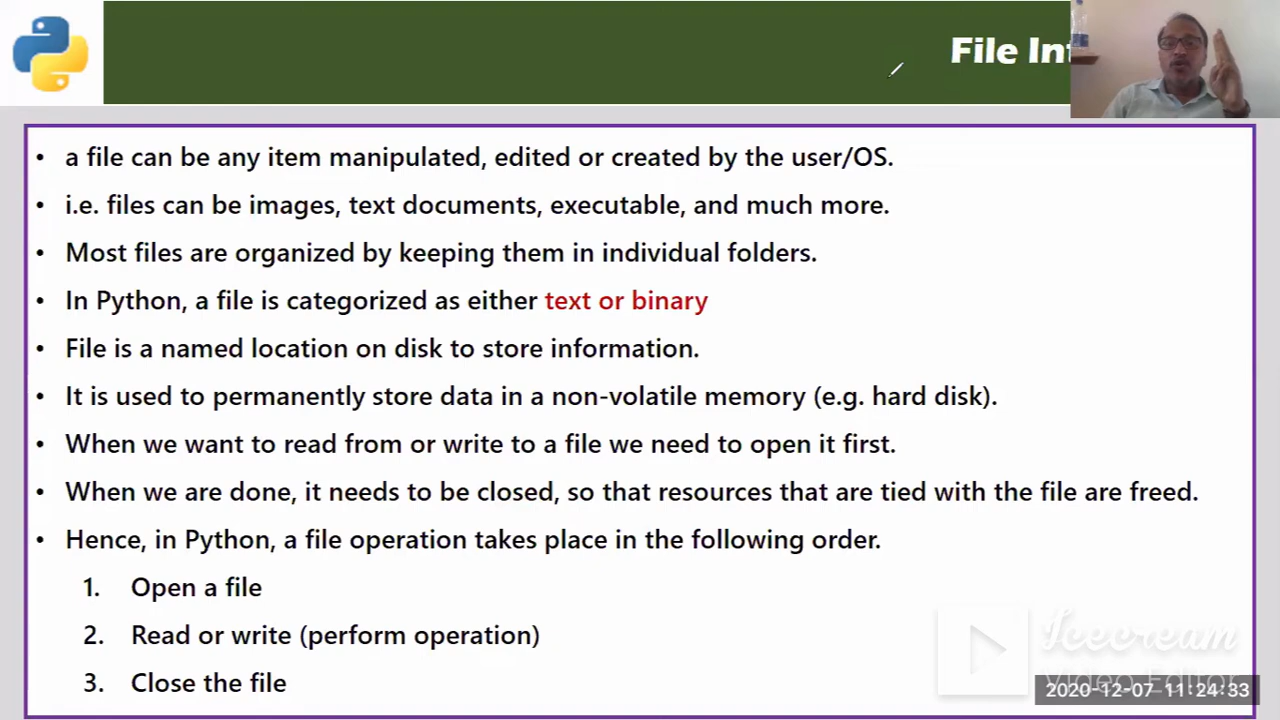 File In
• a file can be any item manipulated, edited or created by the user/OS.
• i.e. files can be images, text documents, executable, and much more.
• Most files are organized by keeping them in individual folders.
• In Python, a file is categorized as either text or binary
• File is a named location on disk to store information.
• It is used to permanently store data in a non-volatile memory (e.g. hard disk).
• When we want to read from or write to a file we need to open it first.
• When we are done, it needs to be closed, so that resources that are tied with the file are freed.
• Hence, in Python, a file operation takes place in the following order.
1. Open a file
2. Read or write (perform operation)
3. Close the file
Icecream
Video Editor
2020-12-07 11:24:33